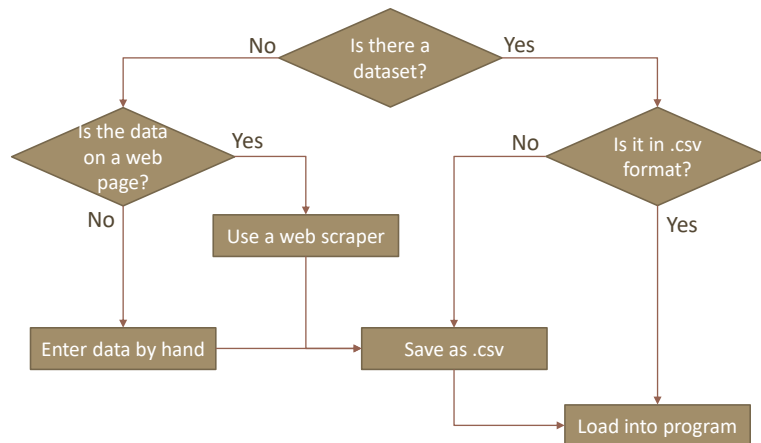 Is there a
dataset?
No
Yes
Is the data
on a web
page?
Yes
No
Is it in .csv
format?
No
Yes
Use a web scraper
Enter data by hand
Save as .csv
Load into program